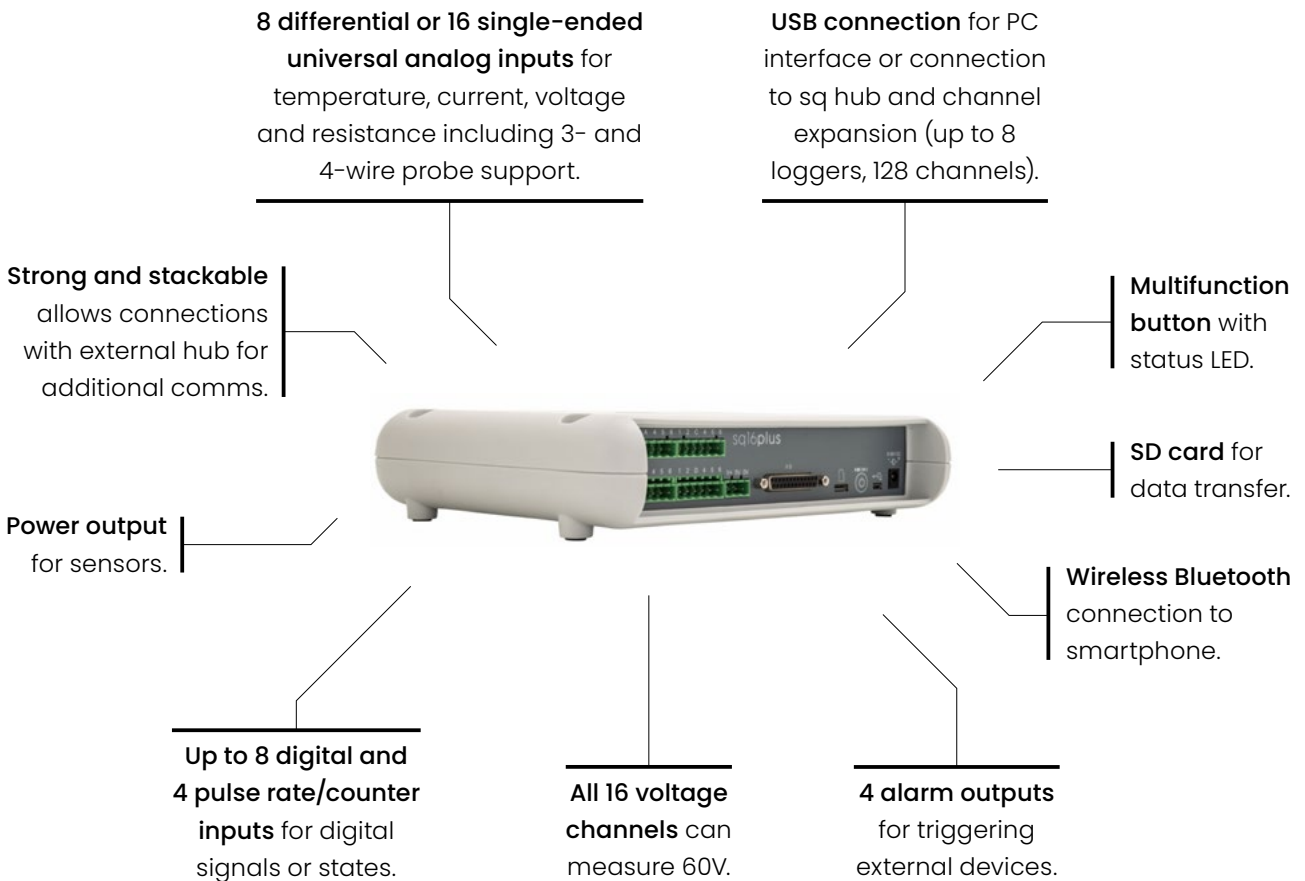 8 differential or 16 single-ended
universal analog inputs for
temperature, current, voltage
and resistance including 3- and
4-wire probe support.
USB connection for PC
interface or connection
to sq hub and channel
expansion (up to 8
loggers, 128 channels).
Strong and stackable
allows connections
with external hub for
additional comms.
Multifunction
button with
status LED.
sq16plus
SD card for
data transfer.
Power output
for sensors.
Wireless Bluetooth
connection to
smartphone.
Up to 8 digital and
4 pulse rate/counter
inputs for digital
signals or states.
All 16 voltage
channels can
measure 60V.
4 alarm outputs
for triggering
external devices.